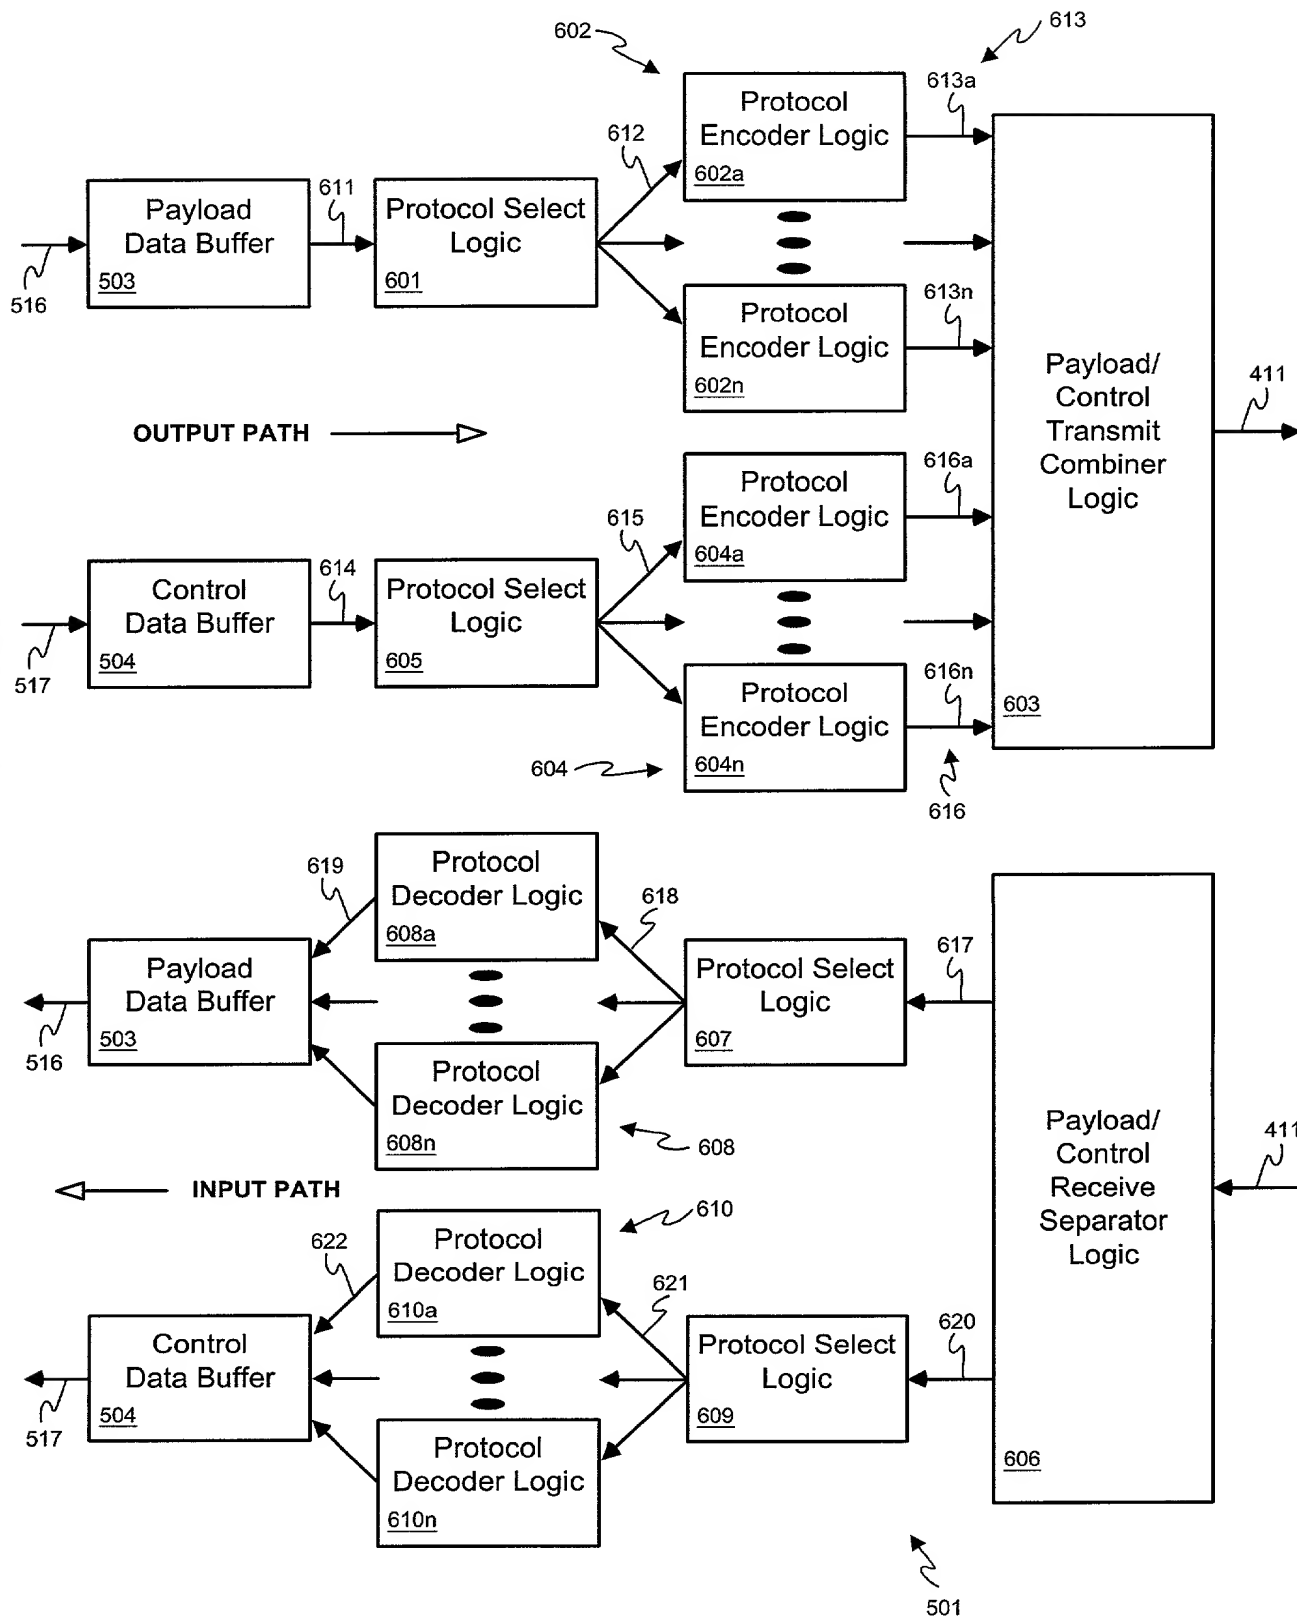 602
613
Protocol
Encoder Logic
602a
613a
612
Payload
Data Buffer
503
611
Protocol Select
Logic
601
516
Protocol
Encoder Logic
602n
613n
Payload/
Control
Transmit
Combiner
Logic
603
411
OUTPUT PATH
Protocol
Encoder Logic
604a
616a
615
Control
Data Buffer
504
614
Protocol Select
Logic
605
517
Protocol
Encoder Logic
604n
616n
604
616
Protocol
Decoder Logic
608a
619
618
Payload
Data Buffer
503
516
Protocol Select
Logic
607
617
Protocol
Decoder Logic
608n
608
Payload/
Control
Receive
Separator
Logic
606
411
INPUT PATH
610
Protocol
Decoder Logic
610a
622
621
Control
Data Buffer
504
517
Protocol Select
Logic
609
620
Protocol
Decoder Logic
610n
501